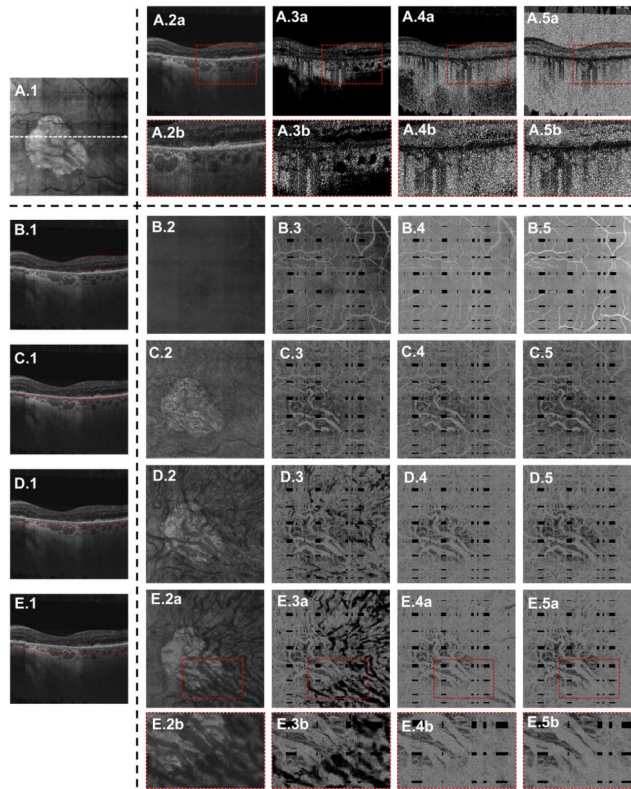 A.2a A.3a A.4a A.5a
A.1
A.2b A.3b A.4b A.5b
B.1 B.2 B.3 B.4 B.5
C.1 C.2 C.3 C.4 C.5
D.1 D.2 D.3 D.4 D.5
E.1 E.2a E.3a E.4a E.5a
E.2b E.3b E.4b E.5b